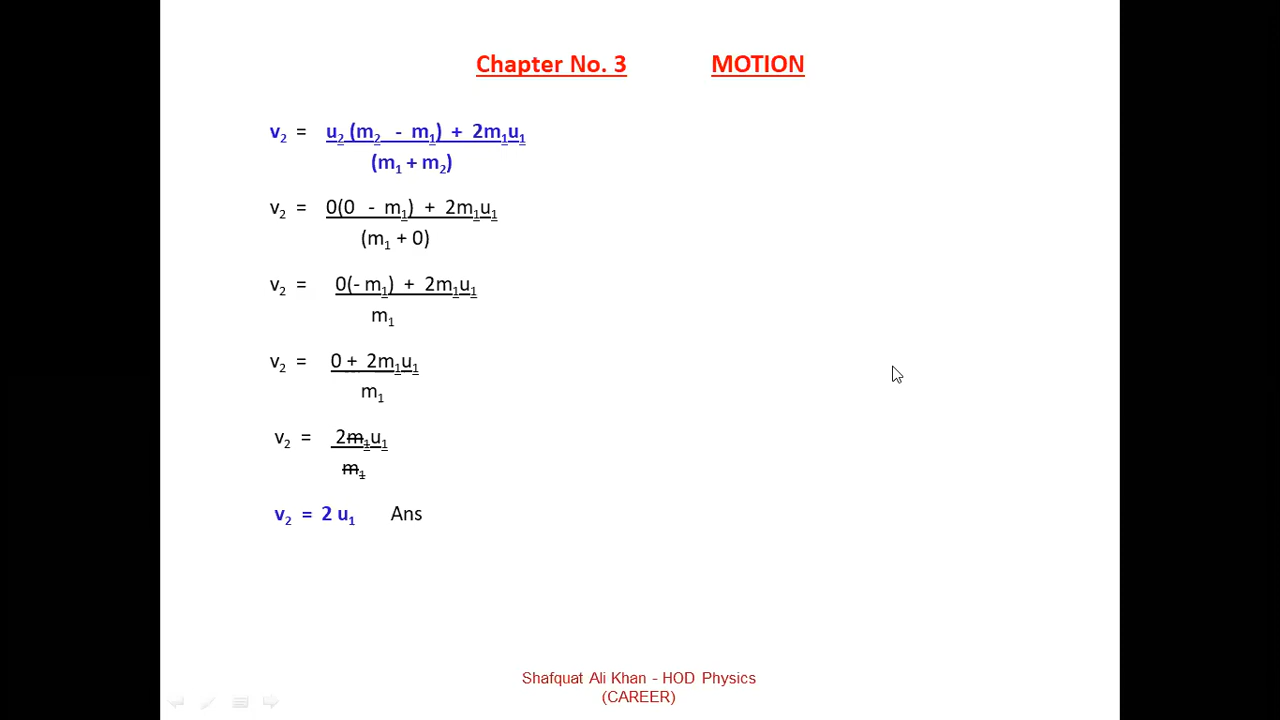 Chapter No. 3 MOTION
v₂ = u₂ (m₂ - m₁) + 2m₁u₁
(m₁ + m₂)
v₂ = 0(0 - m₁) + 2m₁u₁
(m₁ + 0)
v₂ = 0(- m₁) + 2m₁u₁
m₁
v₂ = 0 + 2m₁u₁
m₁
v₂ = 2m₁u₁
m₁
v₂ = 2 u₁ Ans
Shafquat Ali Khan - HOD Physics
(CAREER)